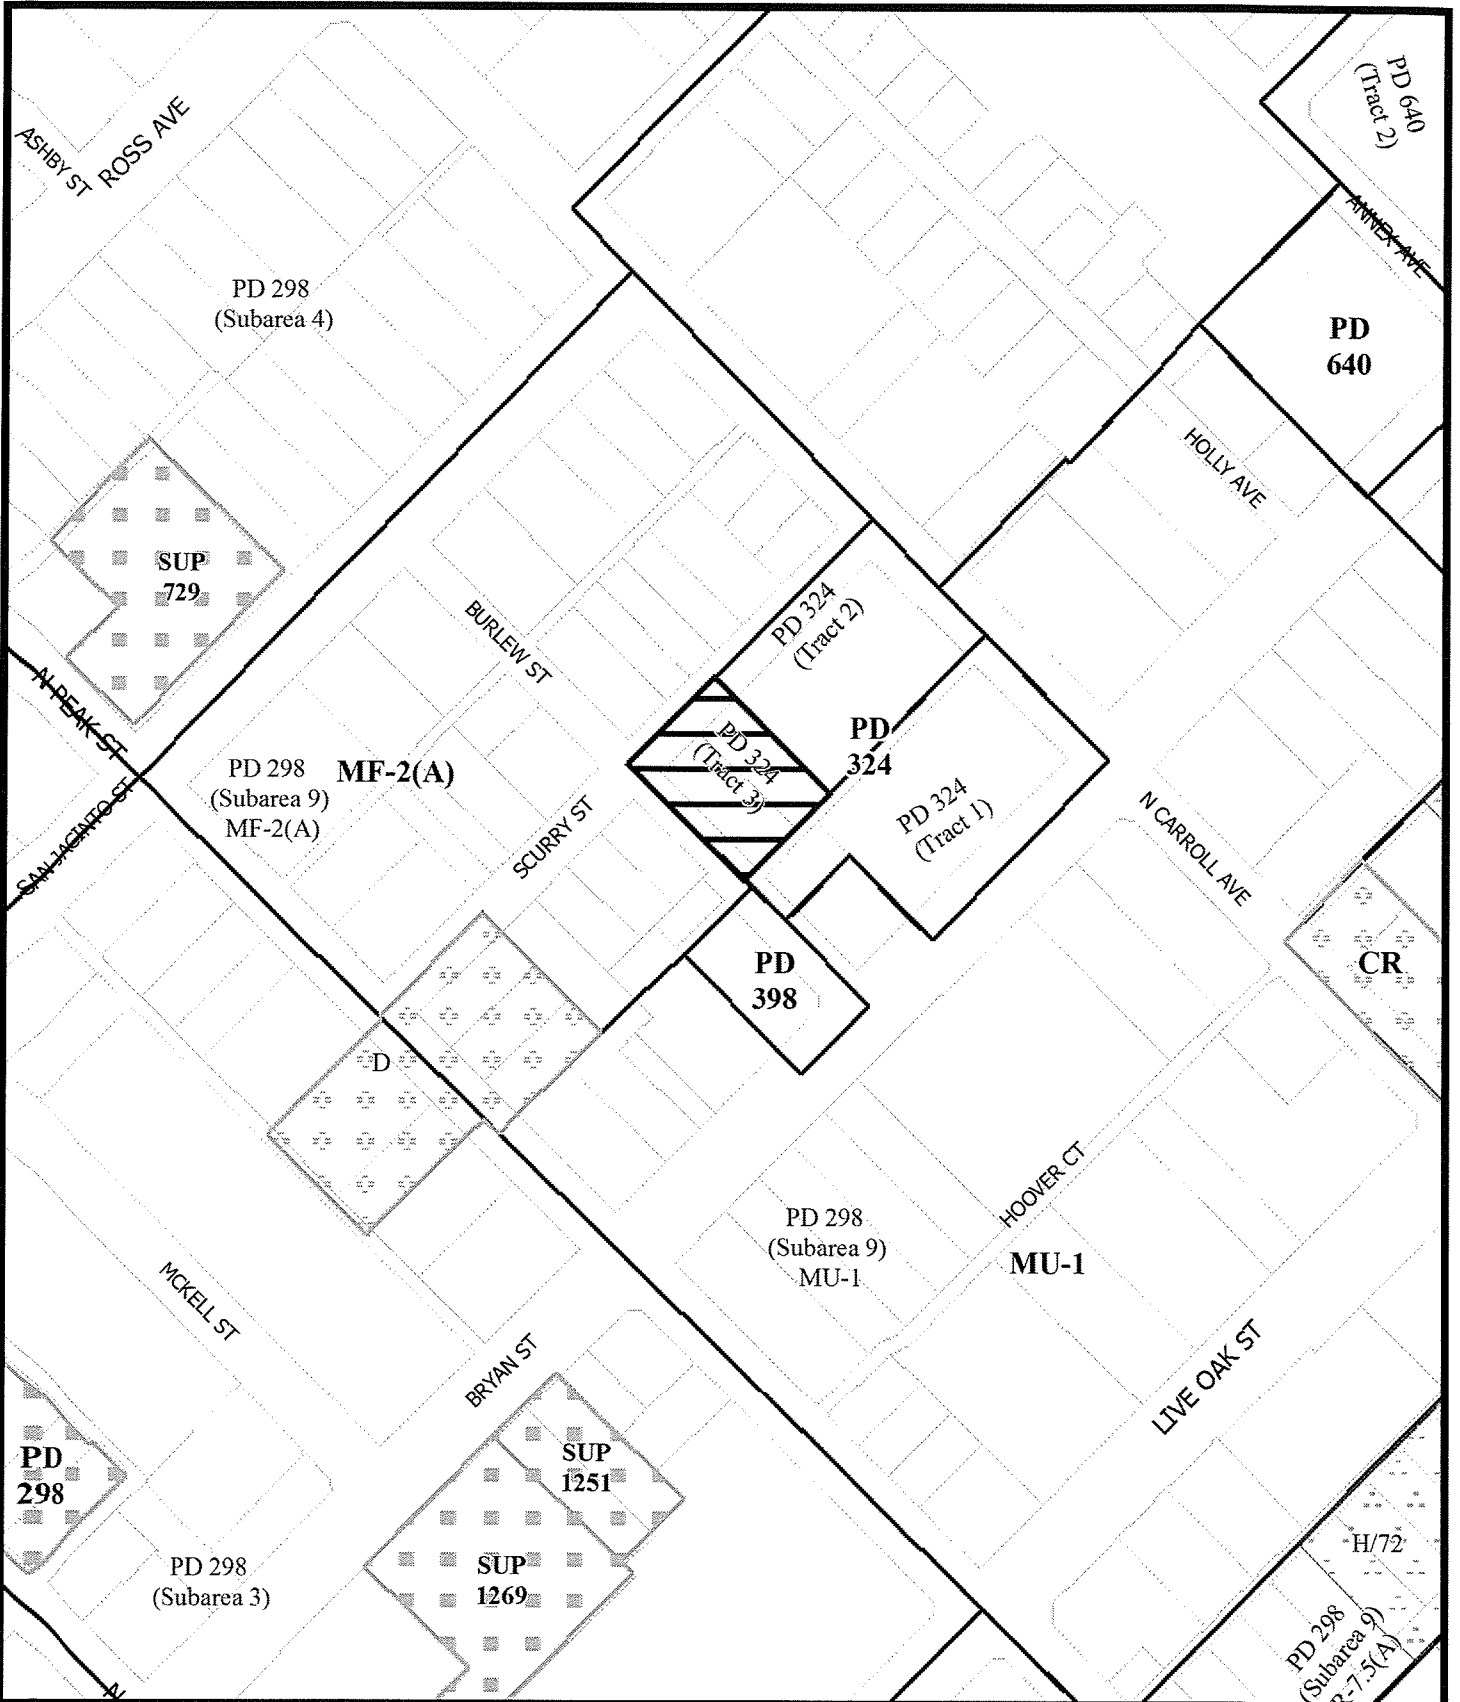 PD 640
(Tract 2)
ROSS AVE
ASHBY ST
ANNEX AVE
PD 298
(Subarea 4)
PD
640
HOLLY AVE
SUP
729
PD 324
(Tract 2)
BURLEW ST
N PEAK ST
PD 324
(Tract 3)
PD
324
PD 298
(Subarea 9)
MF-2(A)
MF-2(A)
PD 324
(Tract 1)
SCURRY ST
SAN JACINTO ST
N CARROLL AVE
CR
PD
398
D
HOOVER CT
PD 298
(Subarea 9)
MU-1
MU-1
MCKELL ST
BRYAN ST
LIVE OAK ST
PD
298
SUP
1251
H/72
PD 298
(Subarea 3)
SUP
1269
PD 298
(Subarea 9)
R-7.5(A)
N